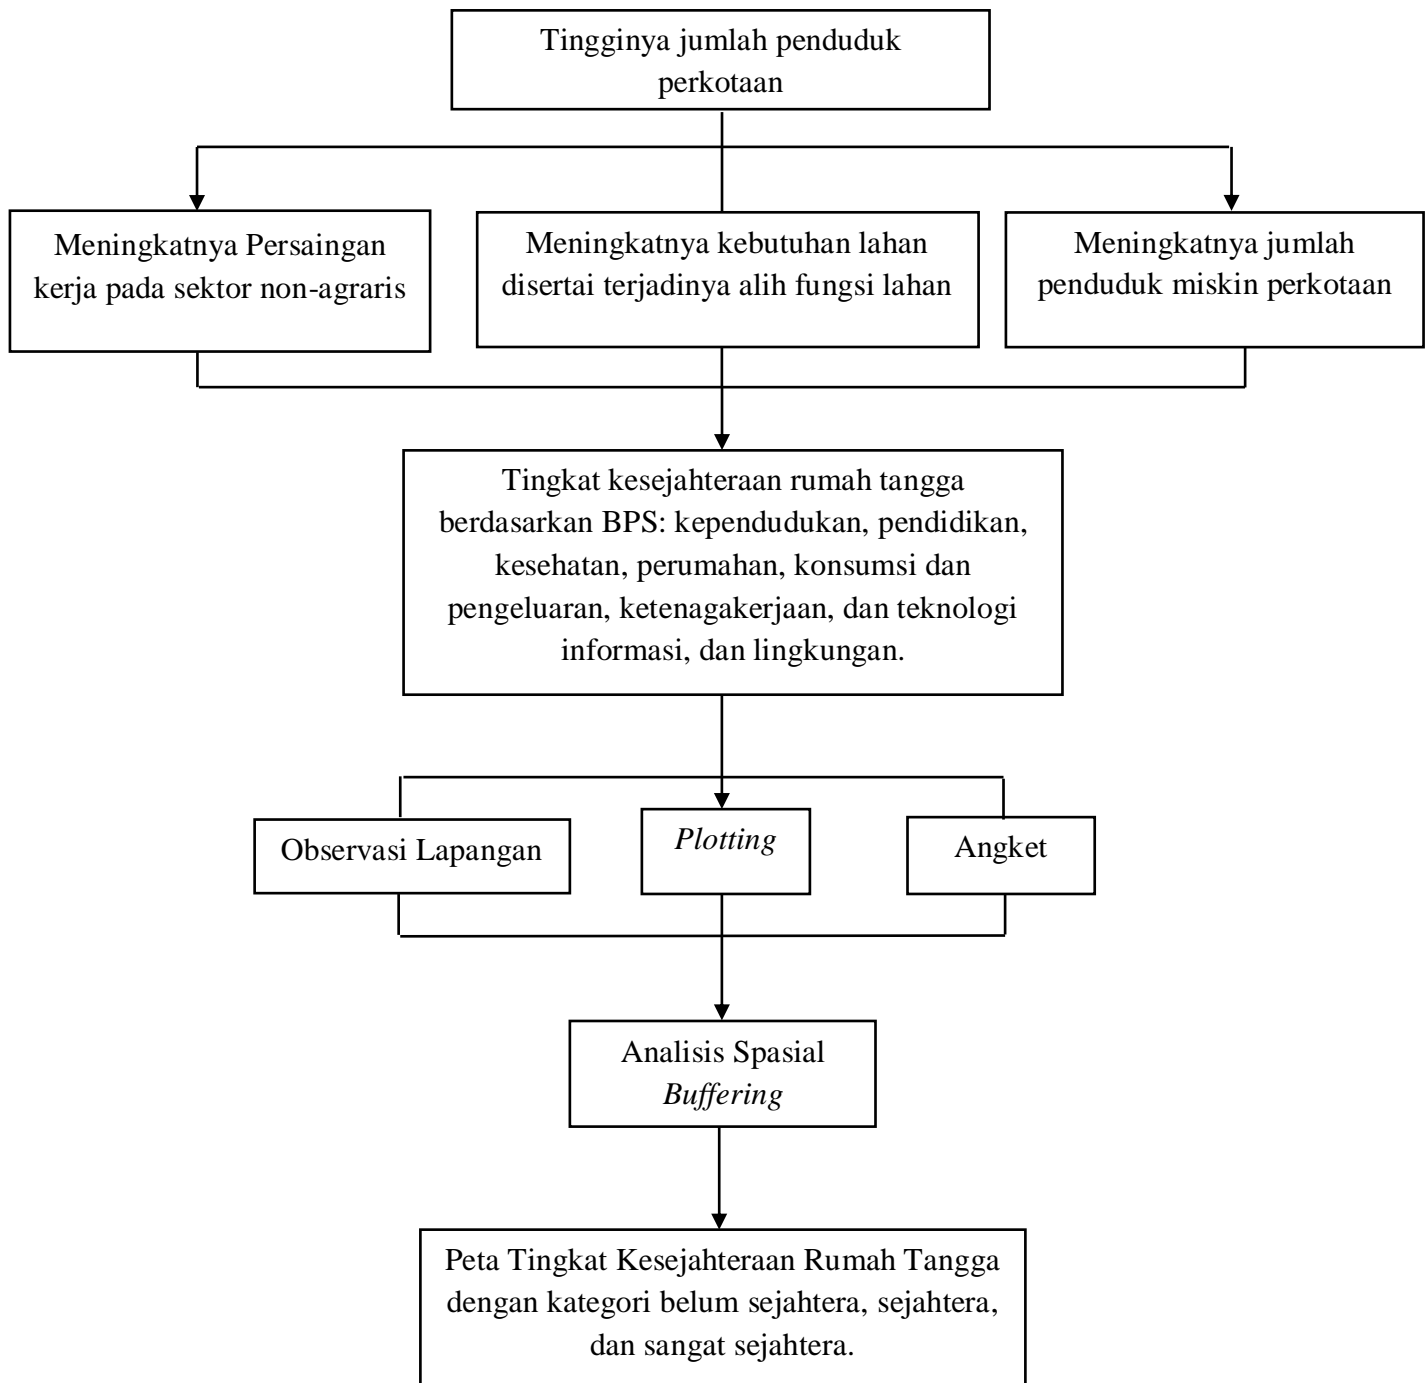 Tingginya jumlah penduduk
perkotaan
Meningkatnya Persaingan
kerja pada sektor non-agraris
Meningkatnya kebutuhan lahan
disertai terjadinya alih fungsi lahan
Meningkatnya jumlah
penduduk miskin perkotaan
Tingkat kesejahteraan rumah tangga
berdasarkan BPS: kependudukan, pendidikan,
kesehatan, perumahan, konsumsi dan
pengeluaran, ketenagakerjaan, dan teknologi
informasi, dan lingkungan.
Observasi Lapangan
Plotting
Angket
Analisis Spasial
Buffering
Peta Tingkat Kesejahteraan Rumah Tangga
dengan kategori belum sejahtera, sejahtera,
dan sangat sejahtera.